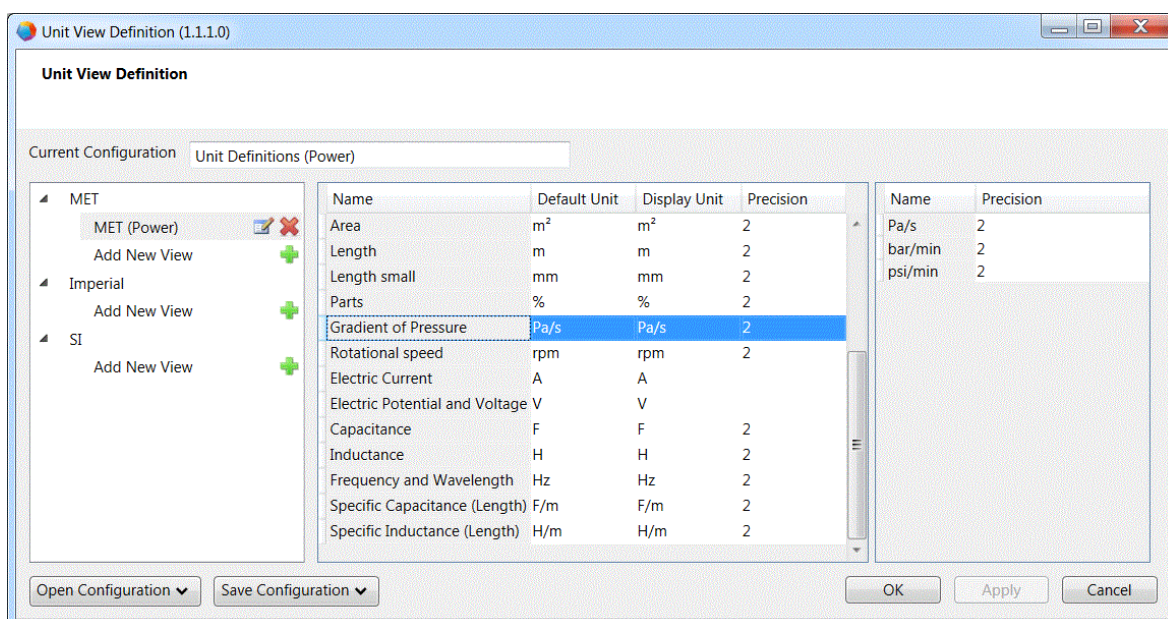 Unit View Definition (1.1.1.0)
Unit View Definition
Current Configuration Unit Definitions (Power)
MET
MET (Power)
Add New View
Imperial
Add New View
SI
Add New View
Name Default Unit Display Unit Precision
Area m² m² 2
Length m m 2
Length small mm mm 2
Parts % % 2
Gradient of Pressure Pa/s Pa/s 2
Rotational speed rpm rpm 2
Electric Current A A
Electric Potential and Voltage V V
Capacitance F F 2
Inductance H H 2
Frequency and Wavelength Hz Hz 2
Specific Capacitance (Length) F/m F/m 2
Specific Inductance (Length) H/m H/m 2
Name Precision
Pa/s 2
bar/min 2
psi/min 2
Open Configuration Save Configuration OK Apply Cancel